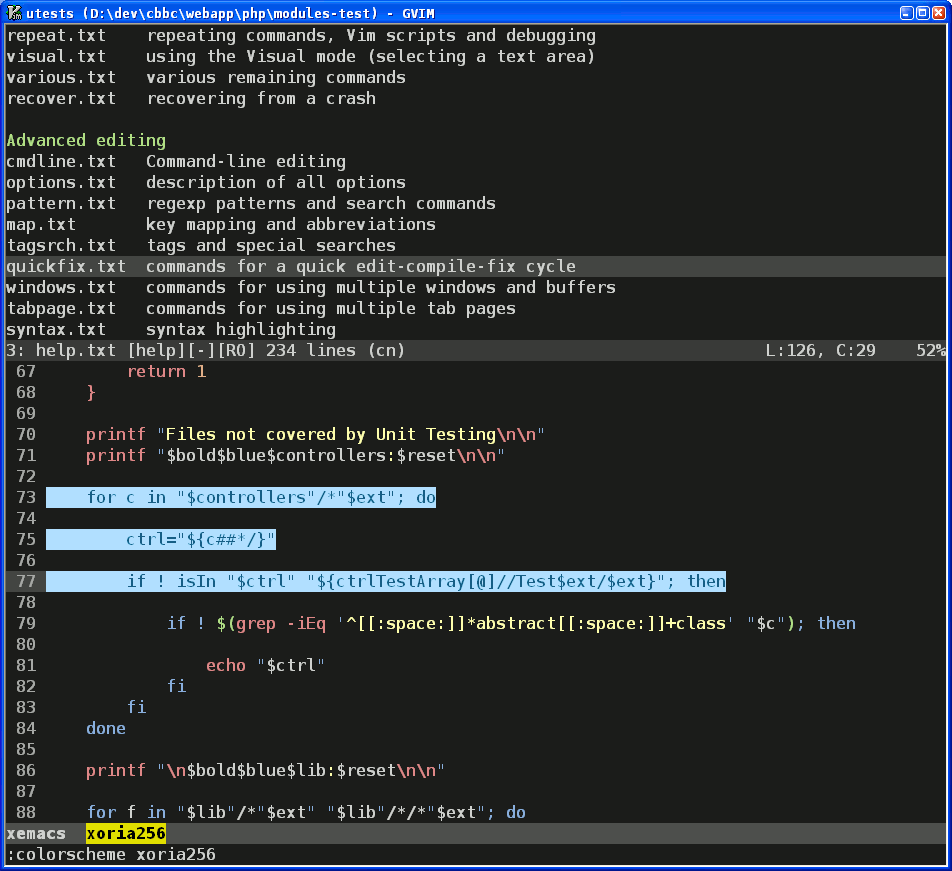 utests (D:\dev\cbbc\webapp\php\modules-test) - GVIM
repeat.txt    repeating commands, Vim scripts and debugging
visual.txt    using the Visual mode (selecting a text area)
various.txt   various remaining commands
recover.txt   recovering from a crash
Advanced editing
cmdline.txt   Command-line editing
options.txt   description of all options
pattern.txt   regexp patterns and search commands
map.txt       key mapping and abbreviations
tagsrch.txt   tags and special searches
quickfix.txt  commands for a quick edit-compile-fix cycle
windows.txt   commands for using multiple windows and buffers
tabpage.txt   commands for using multiple tab pages
syntax.txt    syntax highlighting
3: help.txt [help][-][RO] 234 lines (cn)    L:126, C:29    52%
67         return 1
68     }
69
70     printf "Files not covered by Unit Testing\n\n"
71     printf "$bold$blue$controllers:$reset\n\n"
72
73     for c in "$controllers"/*"$ext"; do
74
75         ctrl="${c##*/}"
76
77         if ! isIn "$ctrl" "${ctrlTestArray[@]//Test$ext/$ext}"; then
78
79             if ! $(grep -iEq '^[[:space:]]*abstract[[:space:]]+class' "$c"); then
80
81                 echo "$ctrl"
82             fi
83         fi
84     done
85
86     printf "\n$bold$blue$lib:$reset\n\n"
87
88     for f in "$lib"/*"$ext" "$lib"/*/*"$ext"; do
xemacs  xoria256
:colorscheme xoria256